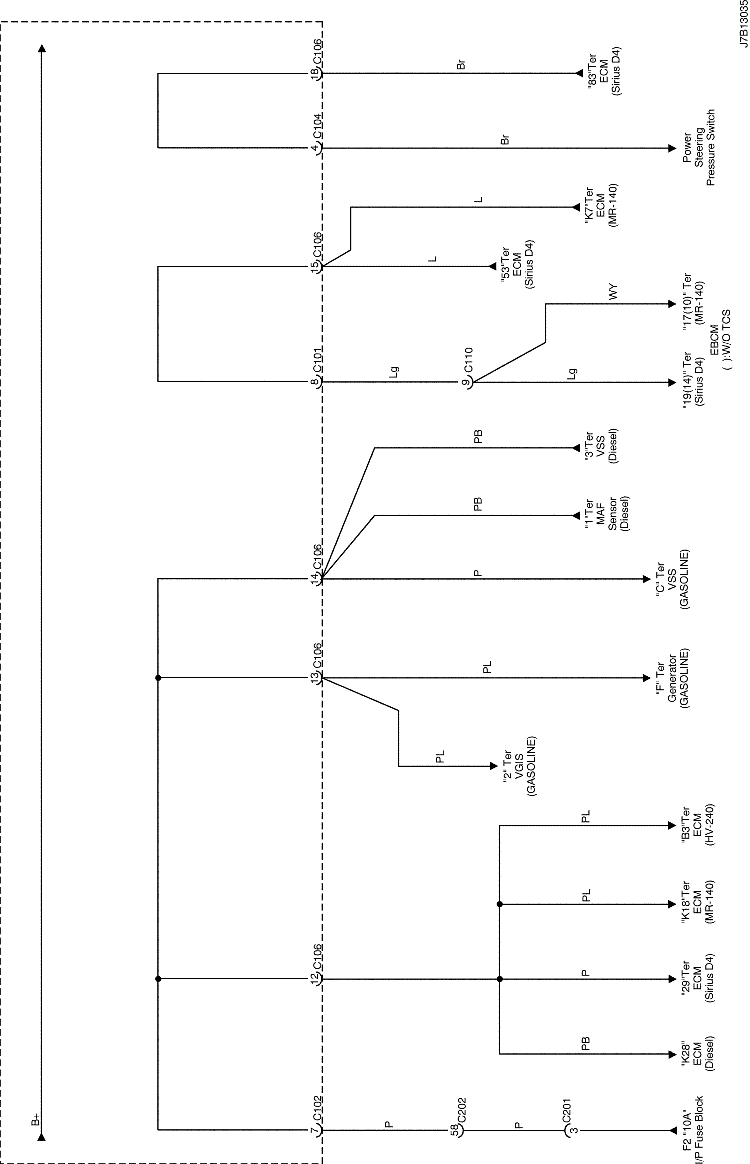 B+
7 C102
P
58 C202
P
3 C201
F2 "10A"
I/P Fuse Block
12 C106
PB
"K28"
ECM
(Diesel)
P
"29"Ter
ECM
(Sirius D4)
PL
"K18"Ter
ECM
(MR-140)
PL
"B3"Ter
ECM
(HV-240)
13 C106
PL
"2" Ter
VGIS
(GASOLINE)
PL
"F" Ter
Generator
(GASOLINE)
14 C106
P
"C" Ter
VSS
(GASOLINE)
PB
"1"Ter
MAF
Sensor
(Diesel)
PB
"3"Ter
VSS
(Diesel)
8 C101
Lg
9 C110
Lg
"19(14)" Ter
(Sirius D4)
WY
"17(10)" Ter
(MR-140)
EBCM
( ):W/O TCS
15 C106
L
"53"Ter
ECM
(Sirius D4)
L
"K7"Ter
ECM
(MR-140)
4 C104
Br
Power
Steering
Pressure Switch
C106
Br
"83"Ter
ECM
(Sirius D4)
J7B13035